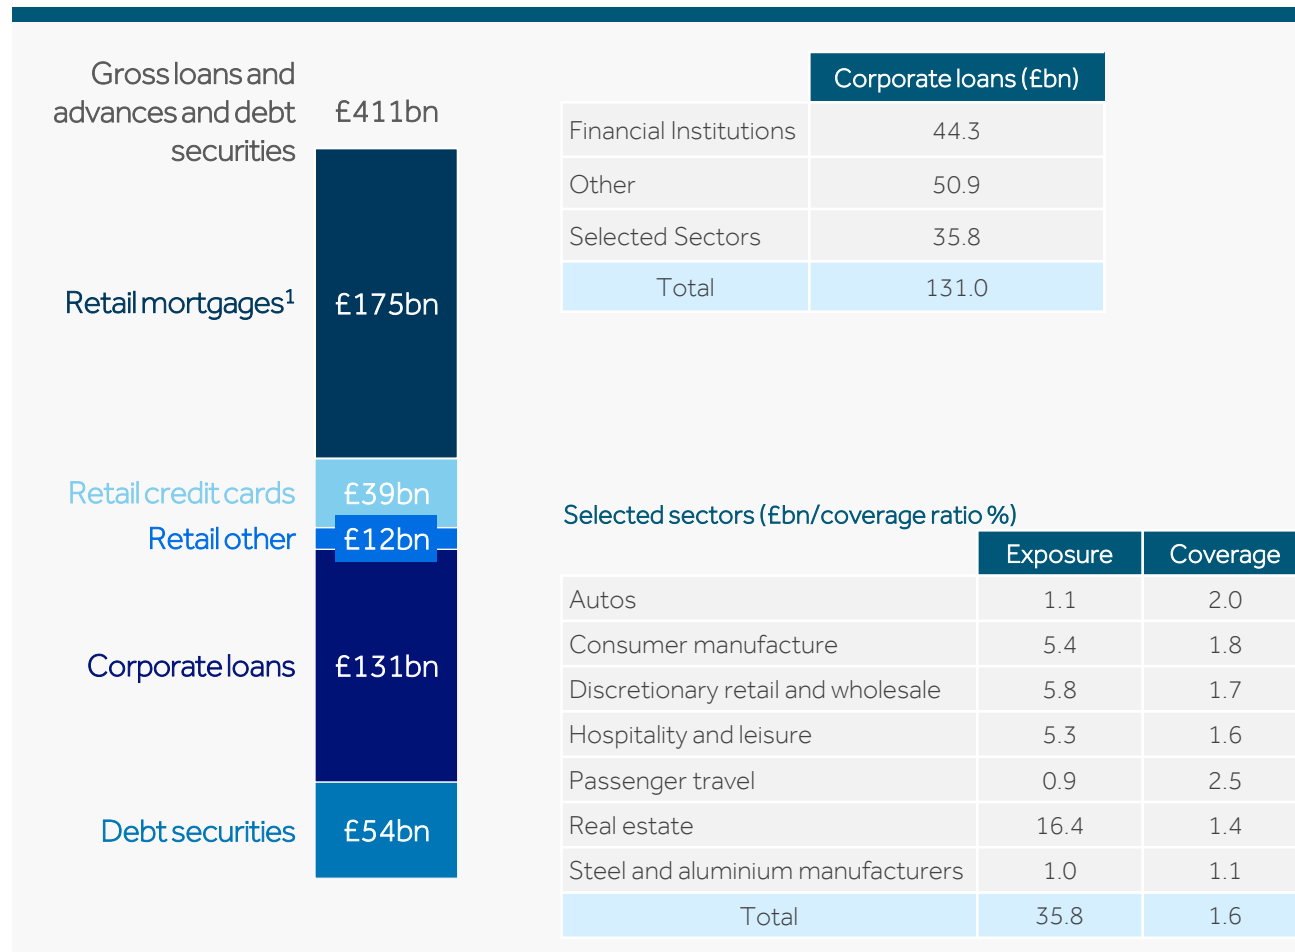 Gross loans and
advances and debt
securities
£411bn
Retail mortgages¹
£175bn
Retail credit cards
£39bn
Retail other
£12bn
Corporate loans
£131bn
Debt securities
£54bn
Corporate loans (£bn)
Financial Institutions 44.3
Other 50.9
Selected Sectors 35.8
Total 131.0
Selected sectors (£bn/coverage ratio %)
Exposure Coverage
Autos 1.1 2.0
Consumer manufacture 5.4 1.8
Discretionary retail and wholesale 5.8 1.7
Hospitality and leisure 5.3 1.6
Passenger travel 0.9 2.5
Real estate 16.4 1.4
Steel and aluminium manufacturers 1.0 1.1
Total 35.8 1.6